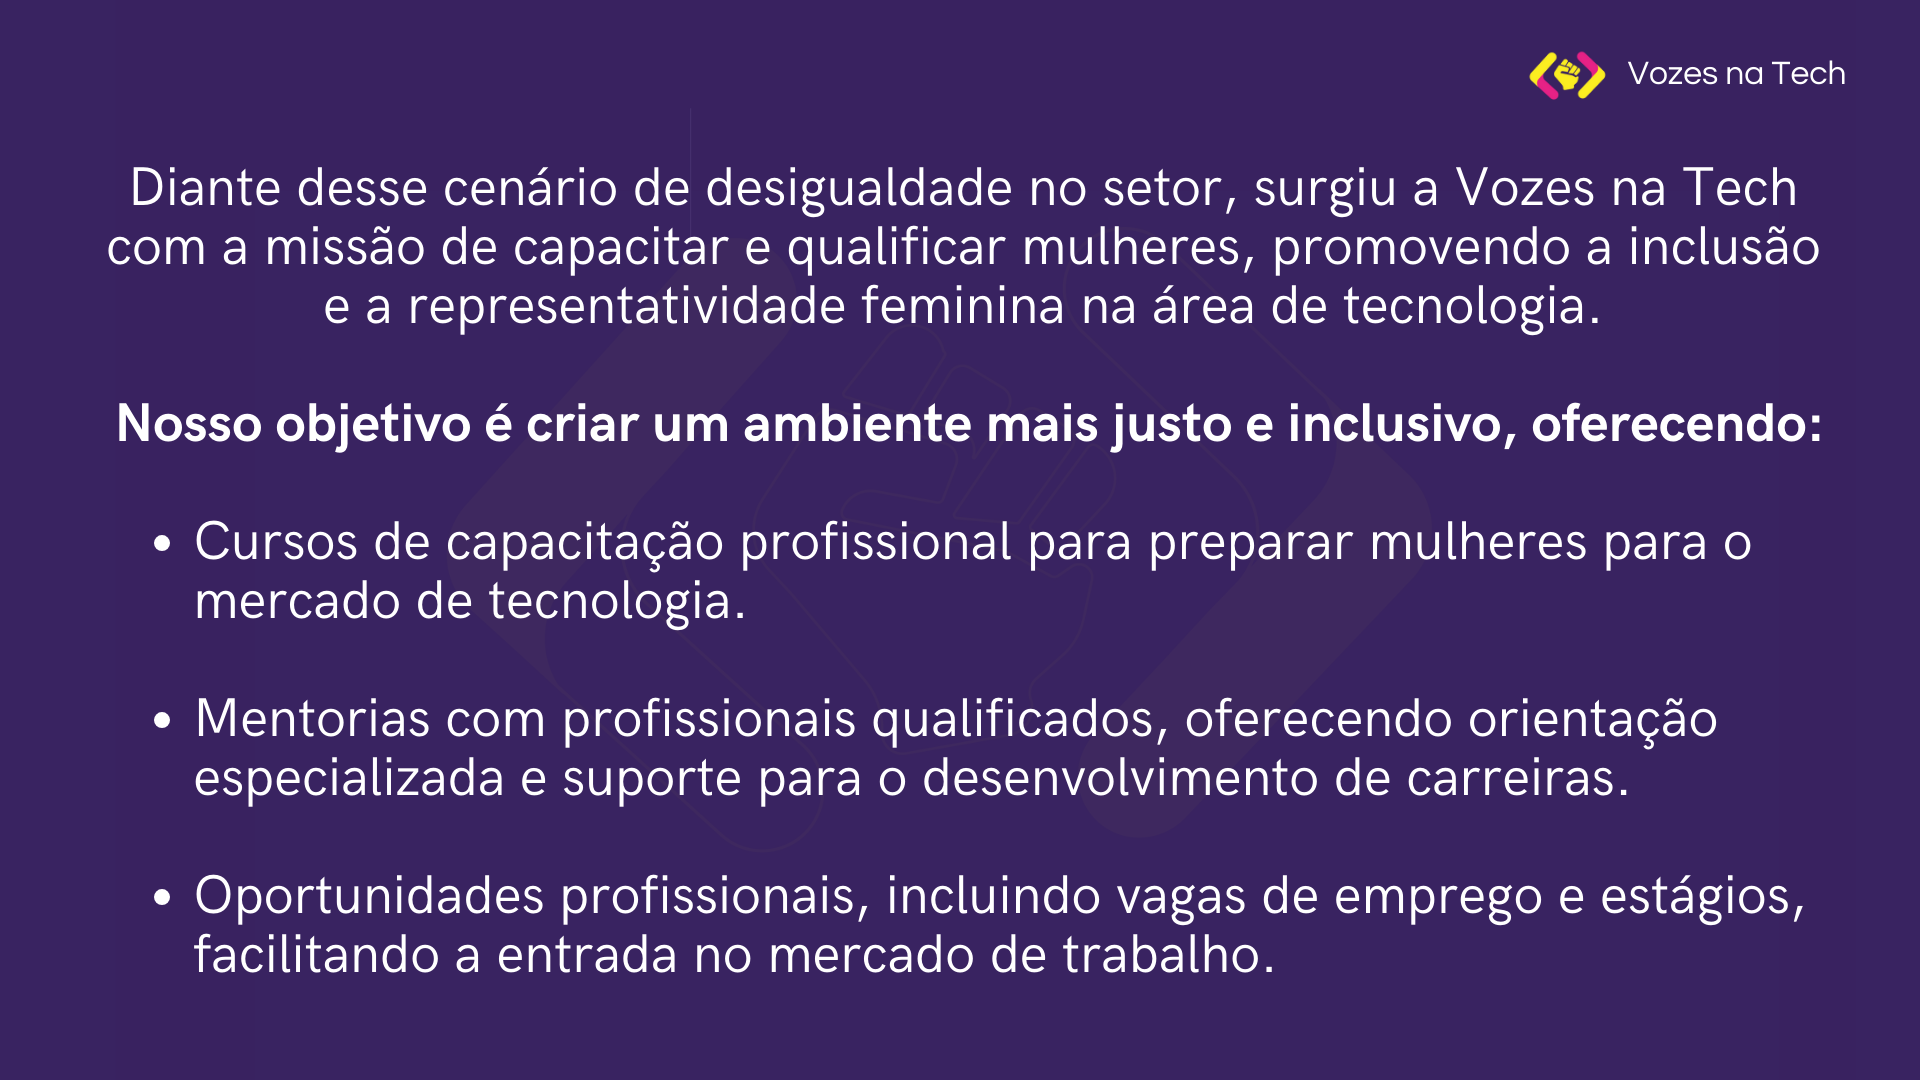 Vozes na Tech
Diante desse cenário de desigualdade no setor, surgiu a Vozes na Tech
com a missão de capacitar e qualificar mulheres, promovendo a inclusão
e a representatividade feminina na área de tecnologia.
Nosso objetivo é criar um ambiente mais justo e inclusivo, oferecendo:
• Cursos de capacitação profissional para preparar mulheres para o
mercado de tecnologia.
• Mentorias com profissionais qualificados, oferecendo orientação
especializada e suporte para o desenvolvimento de carreiras.
• Oportunidades profissionais, incluindo vagas de emprego e estágios,
facilitando a entrada no mercado de trabalho.